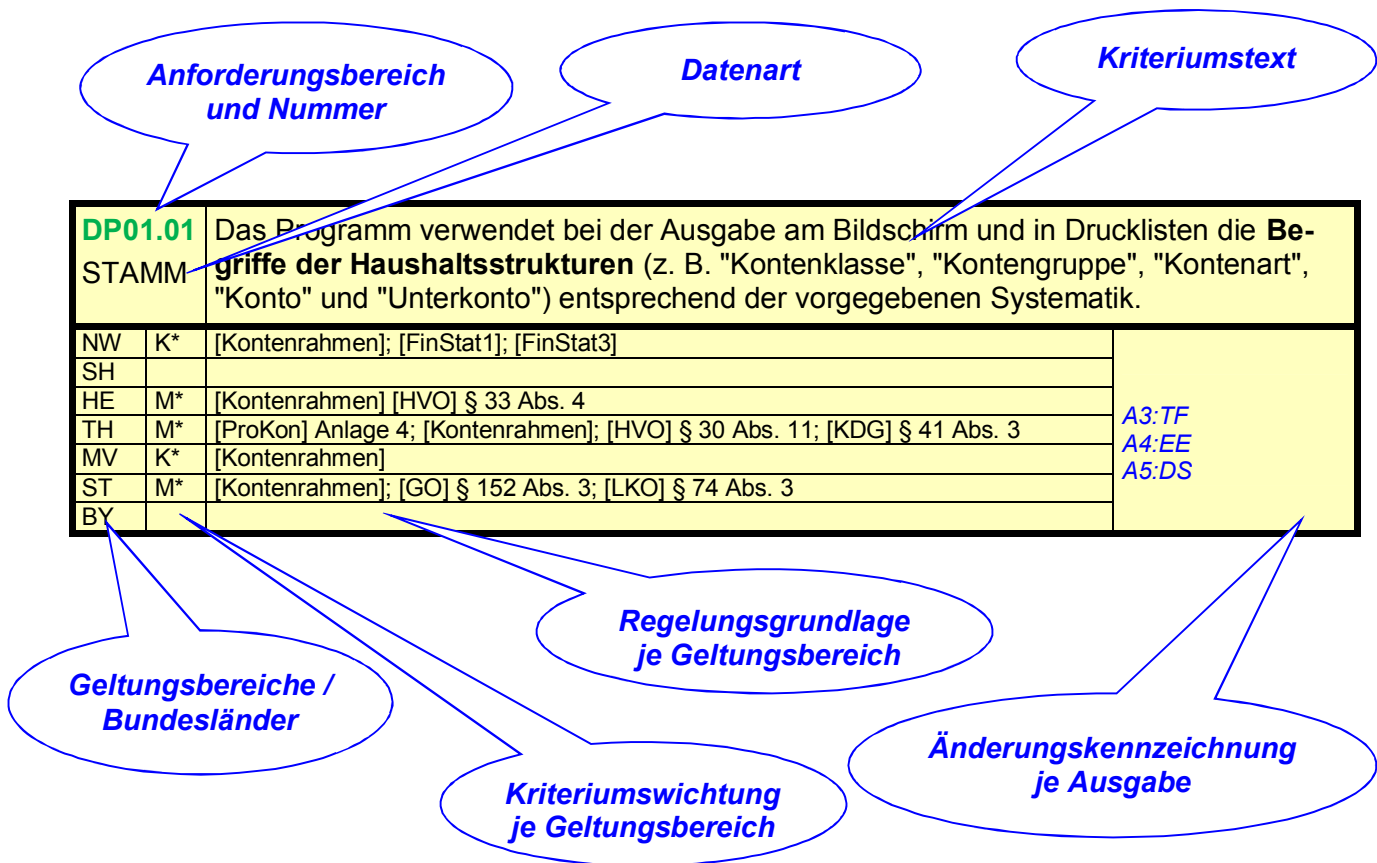 Anforderungsbereich
und Nummer
Datenart
Kriteriumstext
DP01.01
STAMM
Das Programm verwendet bei der Ausgabe am Bildschirm und in Drucklisten die Be-
griffe der Haushaltsstrukturen (z. B. "Kontenklasse", "Kontengruppe", "Kontenart",
"Konto" und "Unterkonto") entsprechend der vorgegebenen Systematik.
NW K* [Kontenrahmen]; [FinStat1]; [FinStat3]
SH
HE M* [Kontenrahmen] [HVO] § 33 Abs. 4
TH M* [ProKon] Anlage 4; [Kontenrahmen]; [HVO] § 30 Abs. 11; [KDG] § 41 Abs. 3
MV K* [Kontenrahmen]
ST M* [Kontenrahmen]; [GO] § 152 Abs. 3; [LKO] § 74 Abs. 3
BY
A3:TF
A4:EE
A5:DS
Regelungsgrundlage
je Geltungsbereich
Geltungsbereiche /
Bundesländer
Änderungskennzeichnung
je Ausgabe
Kriteriumswichtung
je Geltungsbereich